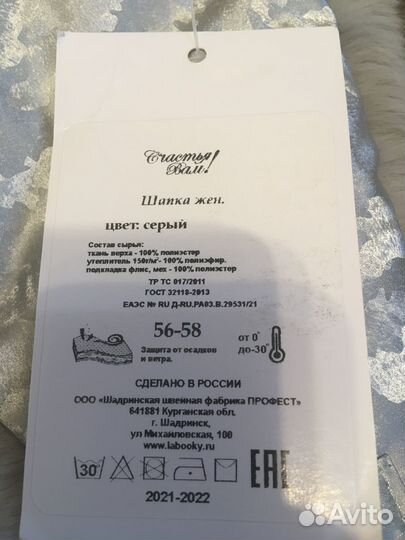 Счастья
Вам!
Шапка жен.
цвет: серый
Состав сырья:
ткань верха - 100% полиэстер
утеплитель 150г/м²- 100% полиэфир.
подкладка флис, мех - 100% полиэстер
ТР ТС 017/2011
ГОСТ 32118-2013
ЕАЭС № RU Д-RU.РА03.В.29531/21
56-58
от 0°
до-30°
Защита от осадков
и ветра.
СДЕЛАНО В РОССИИ
ООО «Шадринская швейная фабрика ПРОФЕСТ»
641881 Курганская обл.
г. Шадринск,
ул Михайловская, 100
www.labooky.ru
30
EAC
2021-2022
Avito